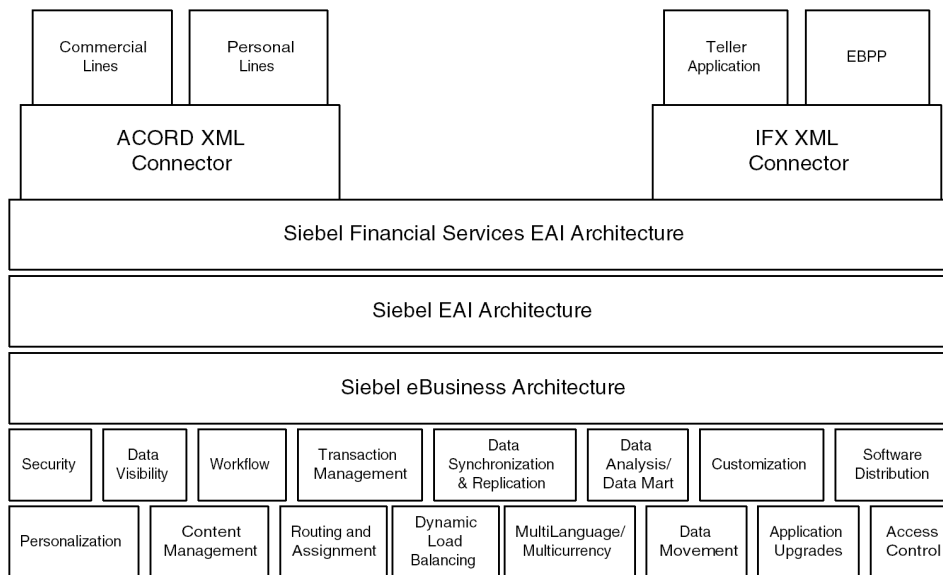 Commercial
Lines
Personal
Lines
Teller
Application
EBPP
ACORD XML
Connector
IFX XML
Connector
Siebel Financial Services EAI Architecture
Siebel EAI Architecture
Siebel eBusiness Architecture
Security
Data
Visibility
Workflow
Transaction
Management
Data
Synchronization
& Replication
Data
Analysis/
Data Mart
Customization
Software
Distribution
Personalization
Content
Management
Routing and
Assignment
Dynamic
Load
Balancing
MultiLanguage/
Multicurrency
Data
Movement
Application
Upgrades
Access
Control